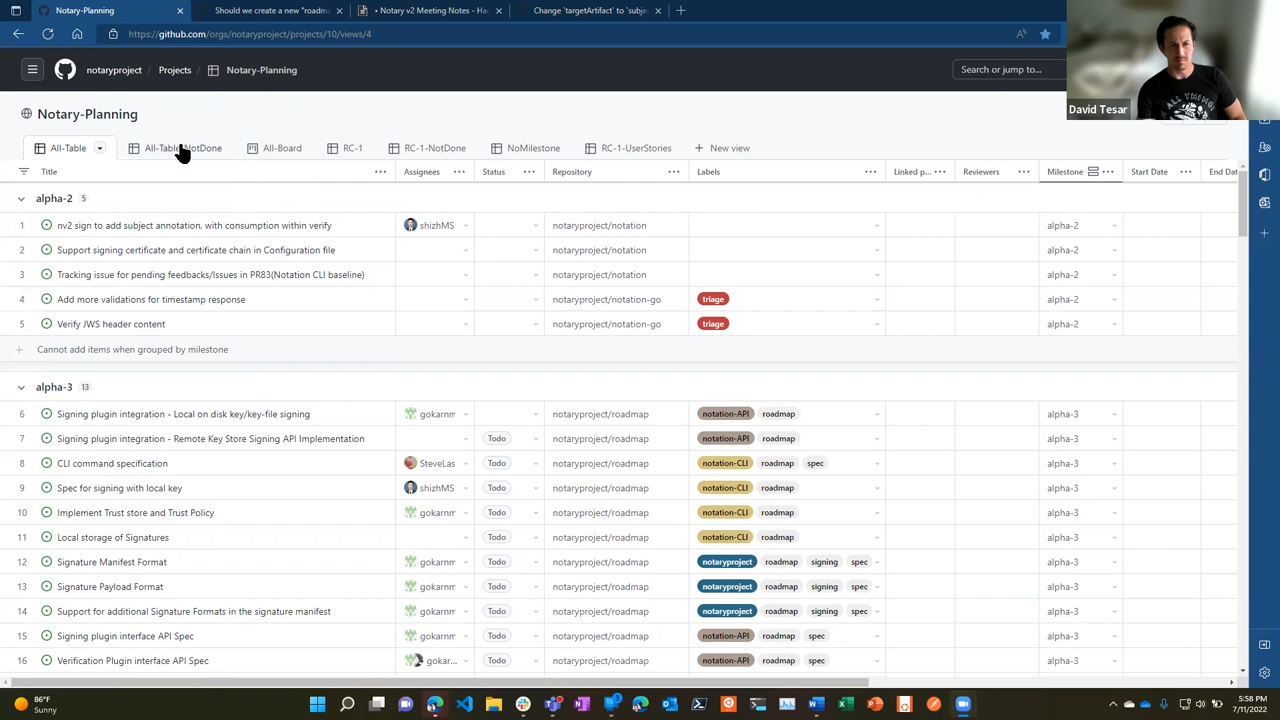 Notary-Planning
Should we create a new "roadm
• Notary v2 Meeting Notes - Hac
Change `targetArtifact` to `subje
https://github.com/orgs/notaryproject/projects/10/views/4
notaryproject Projects Notary-Planning
Search or jump to...
David Tesar
Notary-Planning
All-Table All-Table-NotDone All-Board RC-1 RC-1-NotDone NoMilestone RC-1-UserStories New view
Title Assignees Status Repository Labels Linked p... Reviewers Milestone Start Date End Dat
alpha-2 5
1 nv2 sign to add subject annotation, with consumption within verify shizhMS notaryproject/notation alpha-2
2 Support signing certificate and certificate chain in Configuration file notaryproject/notation alpha-2
3 Tracking issue for pending feedbacks/Issues in PR83(Notation CLI baseline) notaryproject/notation alpha-2
4 Add more validations for timestamp response notaryproject/notation-go triage alpha-2
5 Verify JWS header content notaryproject/notation-go triage alpha-2
Cannot add items when grouped by milestone
alpha-3 13
6 Signing plugin integration - Local on disk key/key-file signing gokarnm notaryproject/roadmap notation-API roadmap alpha-3
7 Signing plugin integration - Remote Key Store Signing API Implementation Todo notaryproject/roadmap notation-API roadmap alpha-3
8 CLI command specification SteveLas Todo notaryproject/roadmap notation-CLI roadmap spec alpha-3
9 Spec for signing with local key shizhMS Todo notaryproject/roadmap notation-CLI roadmap alpha-3
10 Implement Trust store and Trust Policy gokarnm Todo notaryproject/roadmap notation-CLI roadmap alpha-3
11 Local storage of Signatures Todo notaryproject/roadmap notation-CLI roadmap alpha-3
12 Signature Manifest Format gokarnm Todo notaryproject/roadmap notaryproject roadmap signing spec alpha-3
13 Signature Payload Format gokarnm Todo notaryproject/roadmap notaryproject roadmap signing spec alpha-3
14 Support for additional Signature Formats in the signature manifest gokarnm Todo notaryproject/roadmap notaryproject roadmap signing spec alpha-3
15 Signing plugin interface API Spec gokarnm Todo notaryproject/roadmap notation-API roadmap spec alpha-3
16 Verification Plugin interface API Spec gokar... Todo notaryproject/roadmap notation-API roadmap spec alpha-3
86°F
Sunny
5:58 PM
7/11/2022